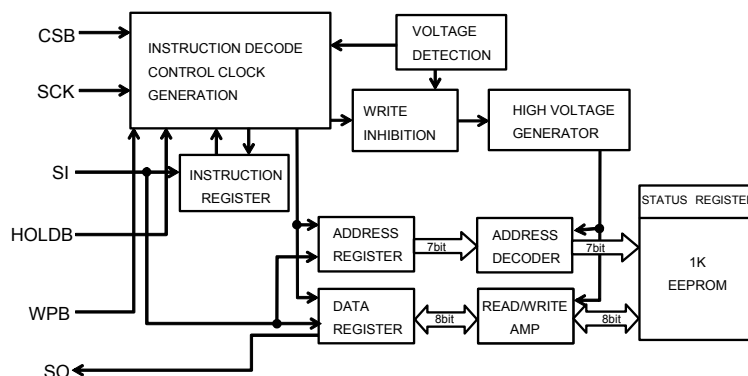 CSB
SCK
SI
HOLDB
WPB
SO
INSTRUCTION DECODE
CONTROL CLOCK
GENERATION
VOLTAGE
DETECTION
WRITE
INHIBITION
HIGH VOLTAGE
GENERATOR
INSTRUCTION
REGISTER
ADDRESS
REGISTER
7bit
ADDRESS
DECODER
7bit
DATA
REGISTER
8bit
READ/WRITE
AMP
8bit
STATUS REGISTER
1K
EEPROM